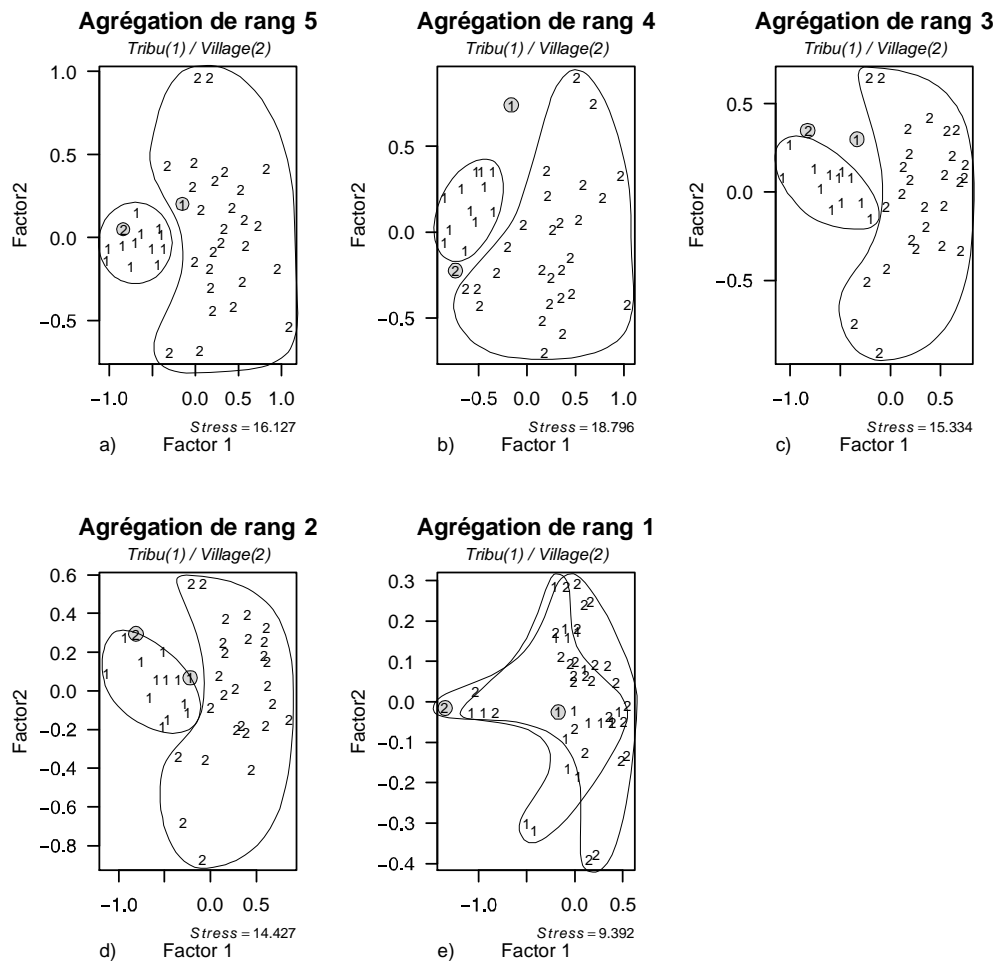 Agrégation de rang 5
Tribu(1) / Village(2)
1.0
0.5
0.0
−0.5
Factor2
−1.0 0.0 0.5 1.0
Stress = 16.127
a) Factor 1
Agrégation de rang 4
Tribu(1) / Village(2)
0.5
0.0
−0.5
Factor2
−1.0 0.0 0.5 1.0
Stress = 18.796
b) Factor 1
Agrégation de rang 3
Tribu(1) / Village(2)
0.5
0.0
−0.5
Factor2
−1.0 −0.5 0.0 0.5
Stress = 15.334
c) Factor 1
Agrégation de rang 2
Tribu(1) / Village(2)
0.6
0.4
0.2
0.0
−0.2
−0.4
−0.6
−0.8
Factor2
−1.0 0.0 0.5
Stress = 14.427
d) Factor 1
Agrégation de rang 1
Tribu(1) / Village(2)
0.3
0.2
0.1
0.0
−0.1
−0.2
−0.3
−0.4
Factor2
−1.0 0.0 0.5
Stress = 9.392
e) Factor 1